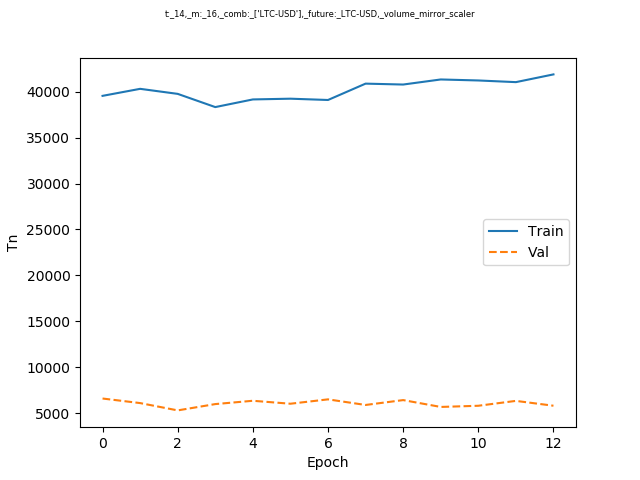 t:_14,_m:_16,_comb:_['LTC-USD'],_future:_LTC-USD,_volume_mirror_scaler
40000
35000
30000
25000
20000
15000
10000
5000
Tn
Train
Val
0 2 4 6 8 10 12
Epoch